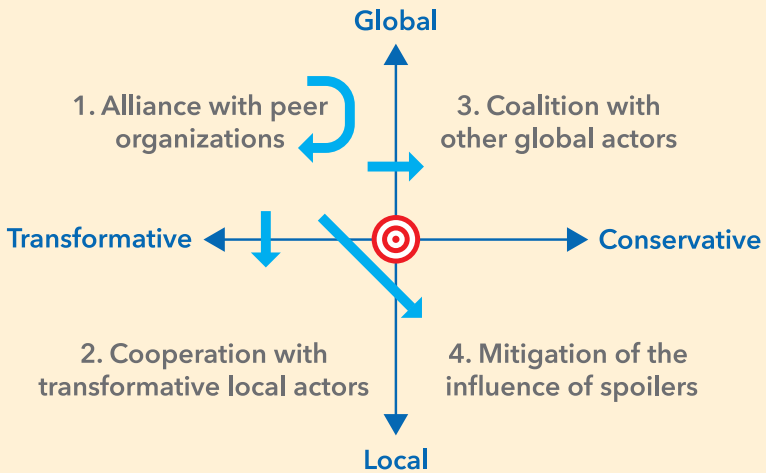 Global
1. Alliance with peer
organizations
3. Coalition with
other global actors
Transformative
Conservative
2. Cooperation with
transformative local actors
4. Mitigation of the
influence of spoilers
Local